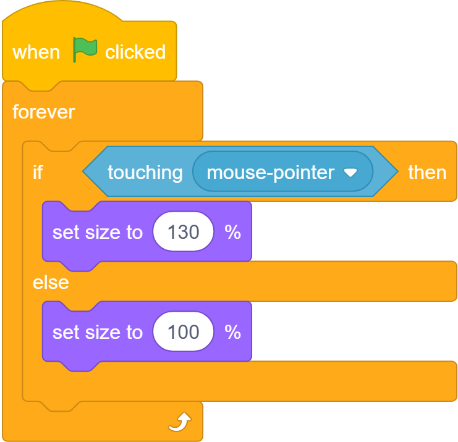 when clicked
forever
if touching mouse-pointer then
set size to 130 %
else
set size to 100 %